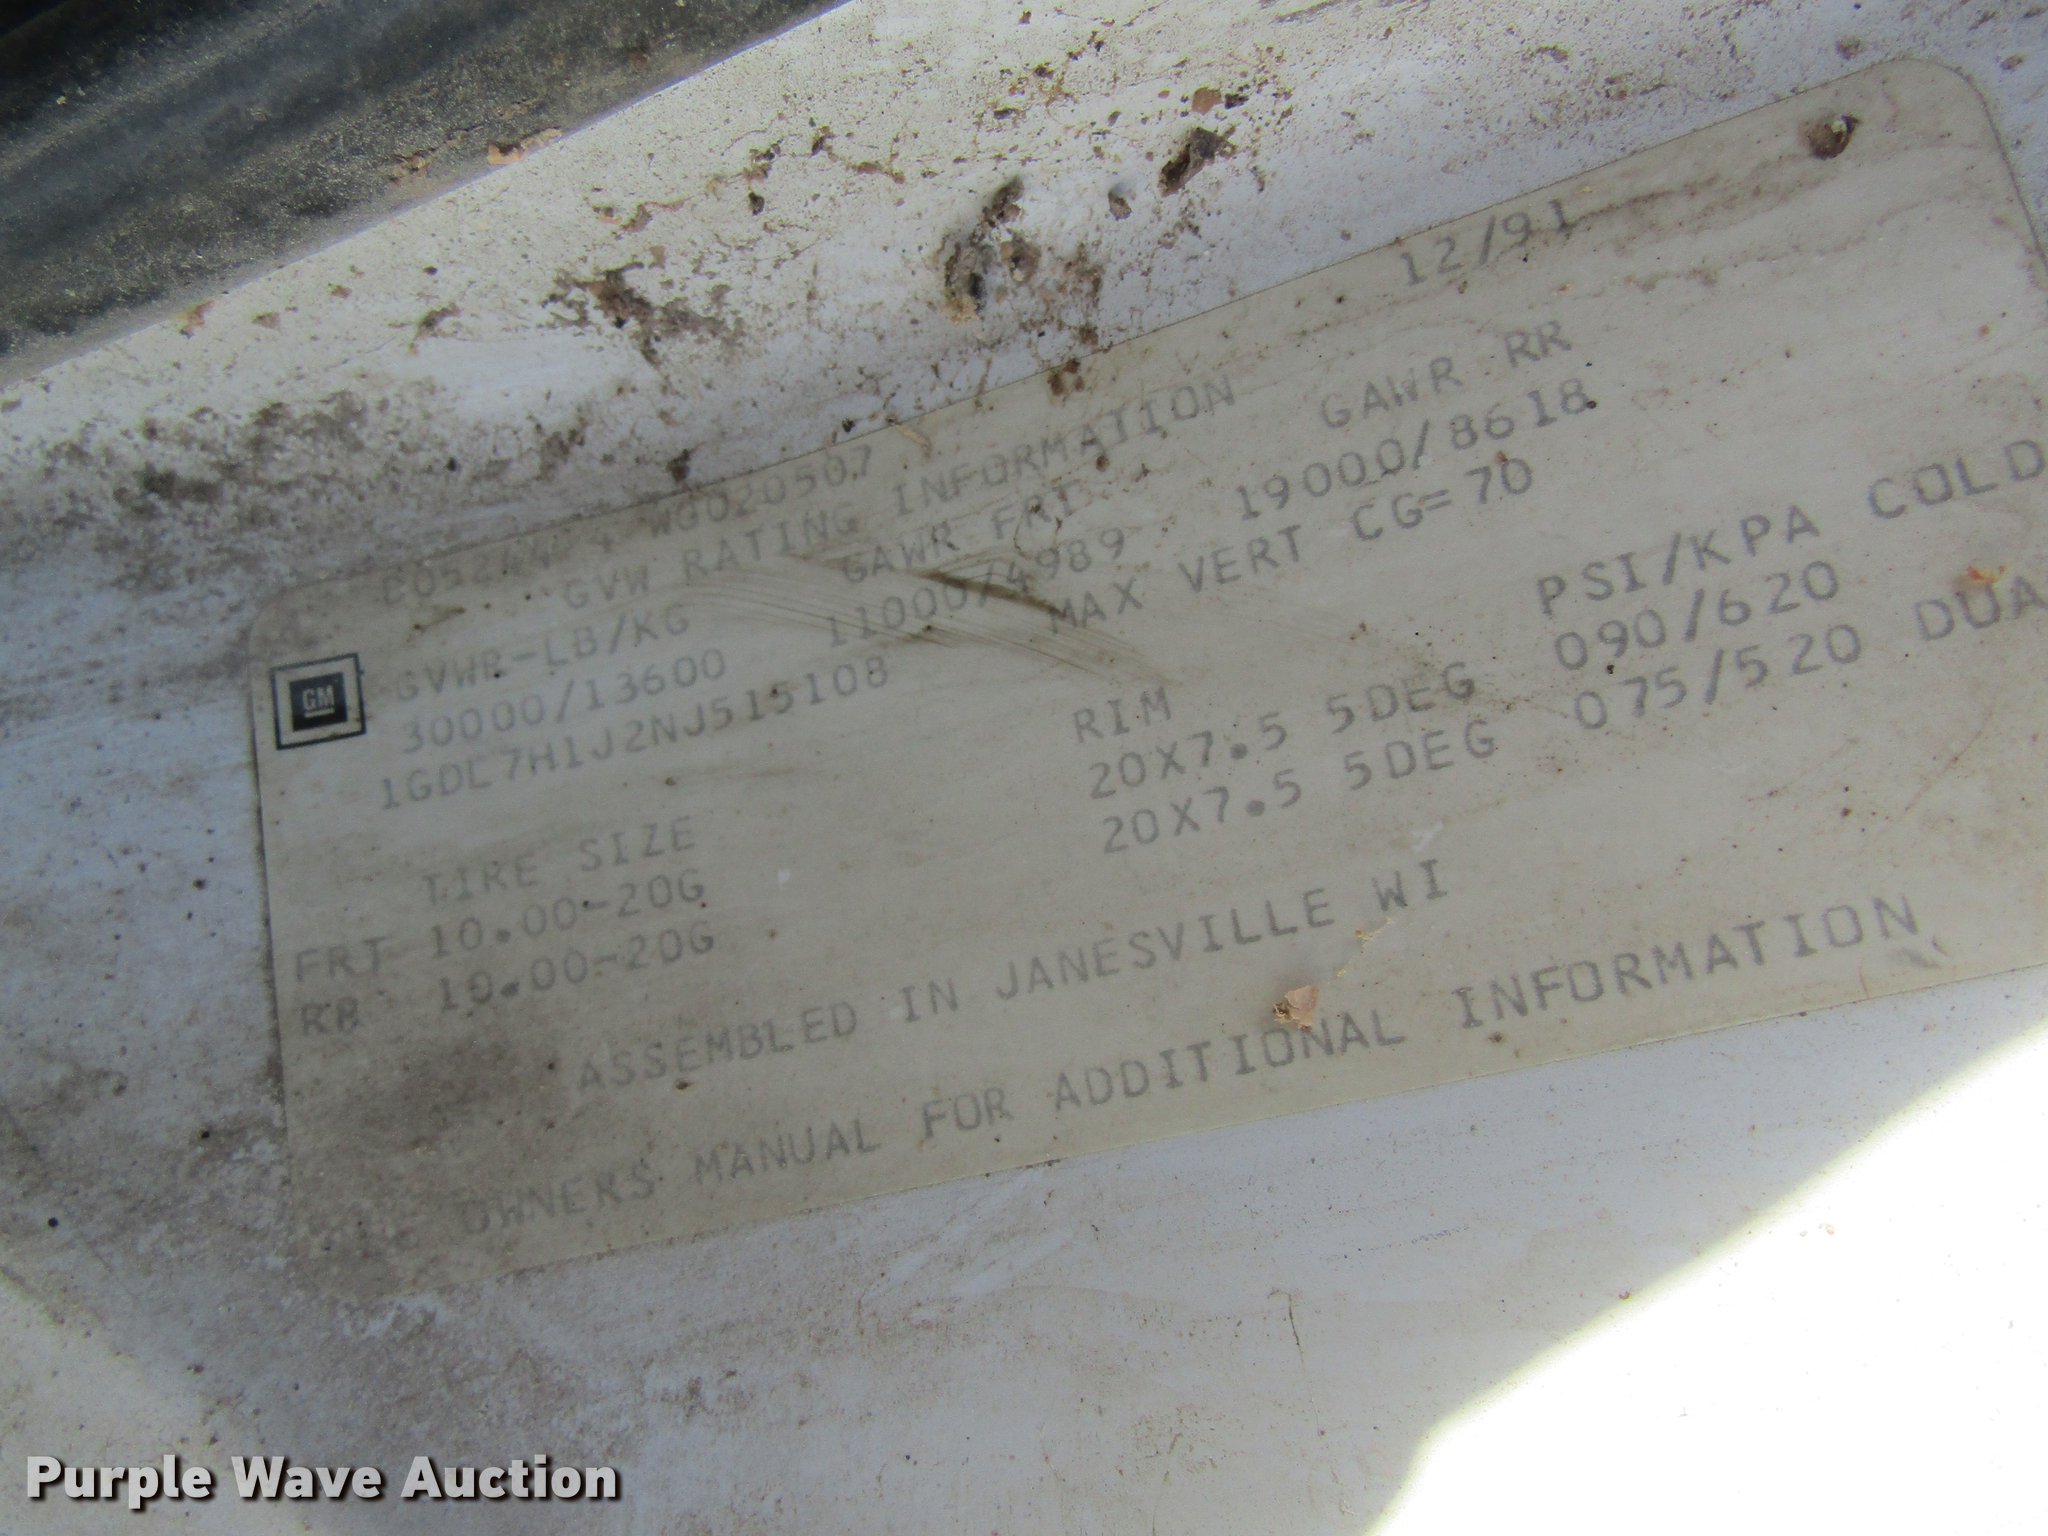 12/91
WG020507
GVW RATING INFORMATION
GVWR-LB/KG GAWR FRT GAWR RR
30000/13600 11000/4989 19000/8618
1GDL7H1J2NJ515108 MAX VERT CG=70
GM
TIRE SIZE RIM PSI/KPA COLD
FRT 10.00-20G 20X7.5 5DEG 090/620
RR 10.00-20G 20X7.5 5DEG 075/520 DUA
ASSEMBLED IN JANESVILLE WI
OWNERS MANUAL FOR ADDITIONAL INFORMATION
Purple Wave Auction